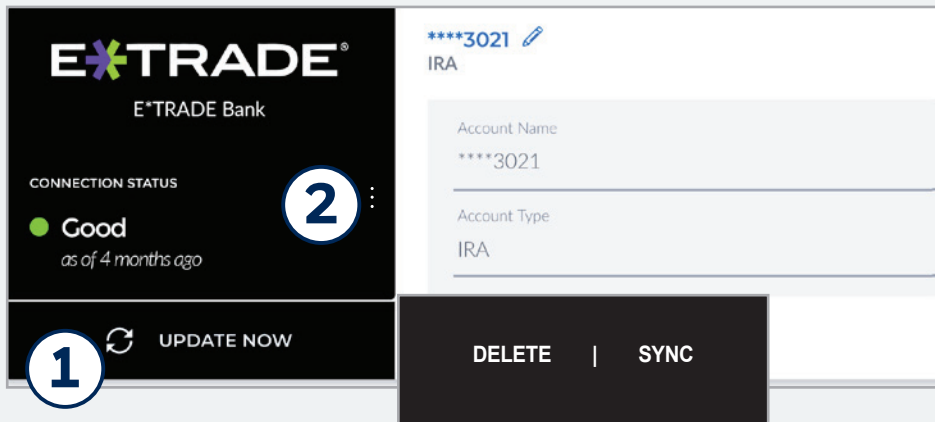 E*TRADE®
E*TRADE Bank
CONNECTION STATUS
2
Good
as of 4 months ago
1
UPDATE NOW
****3021
IRA
Account Name
****3021
Account Type
IRA
DELETE | SYNC